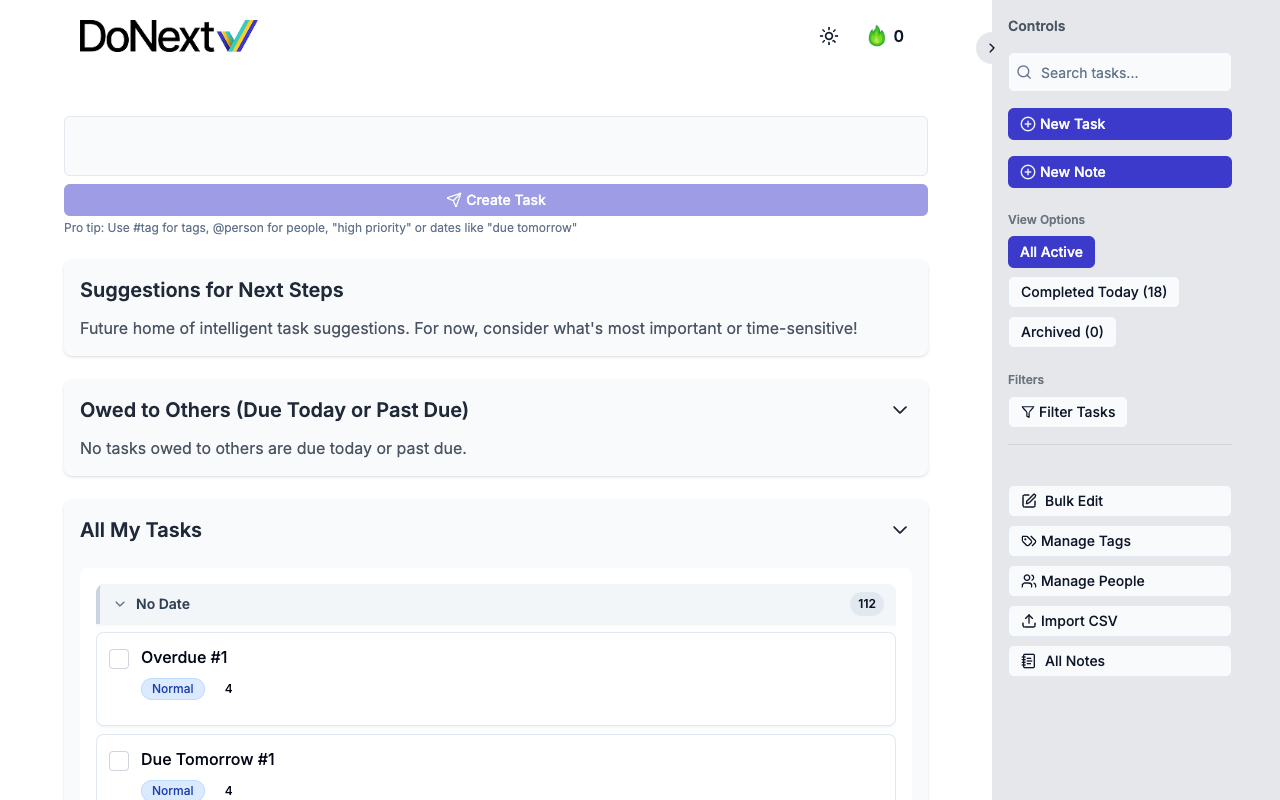 DoNext
0
Create Task
Pro tip: Use #tag for tags, @person for people, "high priority" or dates like "due tomorrow"
Suggestions for Next Steps
Future home of intelligent task suggestions. For now, consider what's most important or time-sensitive!
Owed to Others (Due Today or Past Due)
No tasks owed to others are due today or past due.
All My Tasks
No Date
112
Overdue #1
Normal 4
Due Tomorrow #1
Normal 4
Controls
Search tasks...
New Task
New Note
View Options
All Active
Completed Today (18)
Archived (0)
Filters
Filter Tasks
Bulk Edit
Manage Tags
Manage People
Import CSV
All Notes